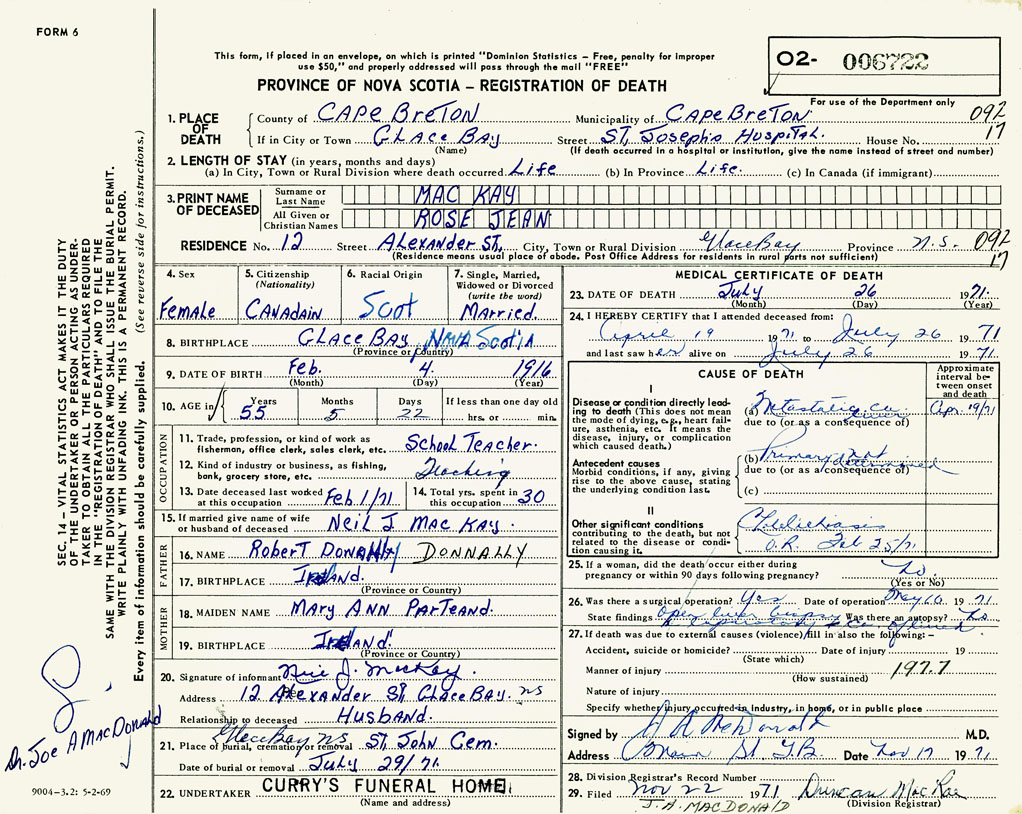 FORM 6
This form, if placed in an envelope, on which is printed "Dominion Statistics – Free, penalty for improper
use $50," and properly addressed will pass through the mail "FREE"
02- 006722
For use of the Department only
PROVINCE OF NOVA SCOTIA – REGISTRATION OF DEATH
1. PLACE OF DEATH
County of CAPE BreTON Municipality of CAPE BreTON 092
If in City or Town GLACE BAY Street ST, Joseph's Hospital. House No. 17
(Name) (If death occurred in a hospital or institution, give the name instead of street and number)
2. LENGTH OF STAY (in years, months and days)
(a) In City, Town or Rural Division where death occurred Life (b) In Province Life. (c) In Canada (if immigrant)
3. PRINT NAME OF DECEASED
Surname or Last Name MAC KAY
All Given or Christian Names ROSE JEAN
RESIDENCE No. 12 Street ALexander ST, City, Town or Rural Division Glace Bay Province N.S. 092
(Residence means usual place of abode. Post Office Address for residents in rural parts not sufficient) 17
4. Sex Female
5. Citizenship (Nationality) CANAdAiN
6. Racial Origin Scot
7. Single, Married, Widowed or Divorced (write the word) Married.
8. BIRTHPLACE GLACE BAY Nova Scotia
(Province or Country)
9. DATE OF BIRTH Feb. 4. 1916
(Month) (Day) (Year)
10. AGE in Years 55 Months 5 Days 22 If less than one day old hrs. or min.
OCCUPATION
11. Trade, profession, or kind of work as fisherman, office clerk, sales clerk, etc. School Teacher.
12. Kind of industry or business, as fishing, bank, grocery store, etc. Teaching
13. Date deceased last worked at this occupation Feb 1/71
14. Total yrs. spent in this occupation 30
15. If married give name of wife or husband of deceased Neil J. Mac Kay.
FATHER
16. NAME Robert DONNALLY
17. BIRTHPLACE
(Province or Country)
MOTHER
18. MAIDEN NAME MAry ANN PArTeANd.
19. BIRTHPLACE
(Province or Country)
20. Signature of informant J. MacKay
Address 12 Alexander St, GLAce BAY. NS
Relationship to deceased HusbANd.
21. Place of burial, cremation or removal Glace Bay NS ST, John Cem.
Date of burial or removal July 29/71.
22. UNDERTAKER CURRY'S FUNERAL HOME.
(Name and address)
MEDICAL CERTIFICATE OF DEATH
23. DATE OF DEATH July 26 1971.
(Month) (Day) (Year)
24. I HEREBY CERTIFY that I attended deceased from:
April 19 1971 to July 26 1971
and last saw her alive on July 26 1971.
CAUSE OF DEATH
Approximate interval between onset and death
I
Disease or condition directly leading to death (This does not mean the mode of dying, e.g., heart failure, asthenia, etc. It means the disease, injury, or complication which caused death.)
(a) Metastatic Ca Apr. 19/71
due to (or as a consequence of)
Antecedent causes
Morbid conditions, if any, giving rise to the above cause, stating the underlying condition last.
(b) Primary not determined
due to (or as a consequence of)
(c)
II
Other significant conditions contributing to the death, but not related to the disease or condition causing it.
O.R. Feb 25/71
25. If a woman, did the death occur either during pregnancy or within 90 days following pregnancy? No
(Yes or No)
26. Was there a surgical operation? Yes Date of operation May 10 1971
State findings open liver biopsy Was there an autopsy? No
27. If death was due to external causes (violence) fill in also the following: –
Accident, suicide or homicide? Date of injury 19
(State which)
Manner of injury 197.7
(How sustained)
Nature of injury
Specify whether injury occurred in industry, in home, or in public place
Signed by M.D.
Address Main St. G.B. Date Nov 17 1971
28. Division Registrar's Record Number
29. Filed Nov 22 1971 Duncan MacRae
(Division Registrar)
J.A. MACDONALD
SEC. 14 – VITAL STATISTICS ACT MAKES IT THE DUTY
OF THE UNDERTAKER OR PERSON ACTING AS UNDER-
TAKER TO OBTAIN ALL THE PARTICULARS REQUIRED
IN THE "REGISTRATION OF DEATH" AND TO FILE THE
SAME WITH THE DIVISION REGISTRAR WHO SHALL ISSUE THE BURIAL PERMIT.
WRITE PLAINLY WITH UNFADING INK. THIS IS A PERMANENT RECORD.
Every item of information should be carefully supplied. (See reverse side for instructions.)
Dr. Joe A MacDonald
9004-3.2: 5-2-69